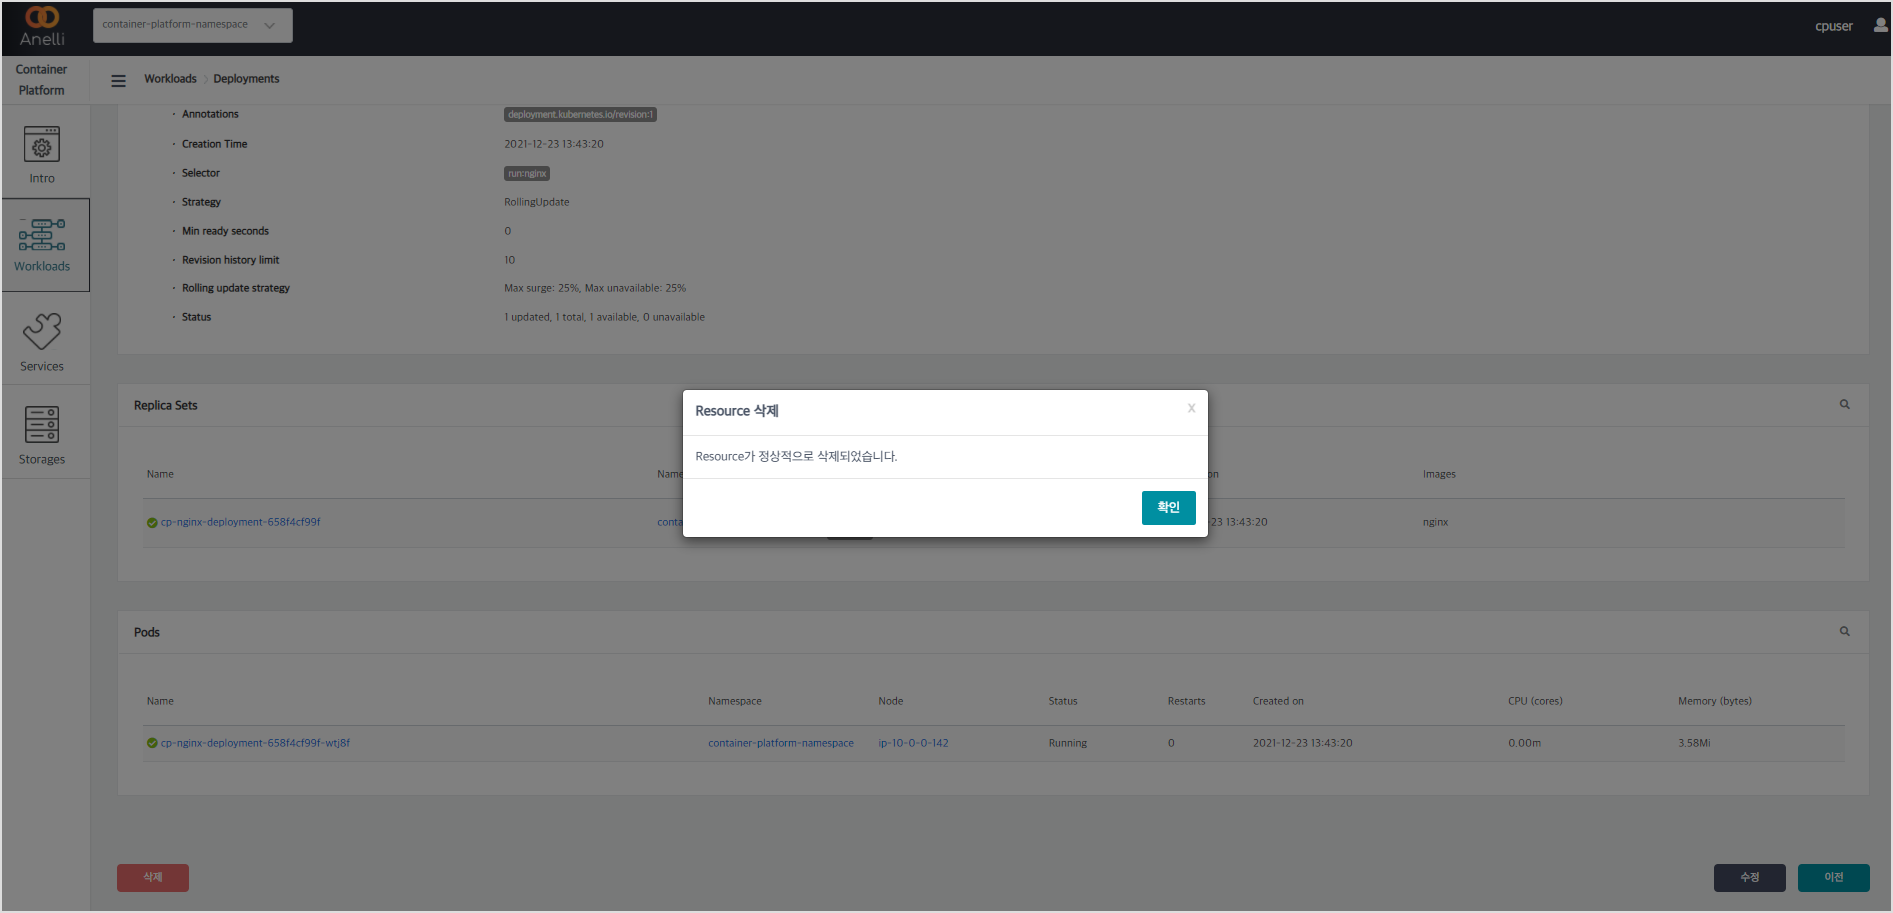 Anelli
container-platform-namespace
cpuser
Container
Platform
Workloads
Deployments
Intro
Workloads
Services
Storages
· Annotations
deployment.kubernetes.io/revision:1
· Creation Time
2021-12-23 13:43:20
· Selector
run:nginx
· Strategy
RollingUpdate
· Min ready seconds
0
· Revision history limit
10
· Rolling update strategy
Max surge: 25%, Max unavailable: 25%
· Status
1 updated, 1 total, 1 available, 0 unavailable
Replica Sets
Name
Name
on
Images
cp-nginx-deployment-658f4cf99f
conta
23 13:43:20
nginx
Resource 삭제
x
Resource가 정상적으로 삭제되었습니다.
확인
Pods
Name
Namespace
Node
Status
Restarts
Created on
CPU (cores)
Memory (bytes)
cp-nginx-deployment-658f4cf99f-wtj8f
container-platform-namespace
ip-10-0-0-142
Running
0
2021-12-23 13:43:20
0.00m
3.58Mi
삭제
수정
이전